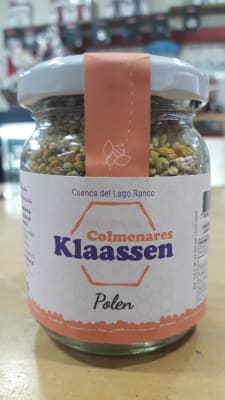 Cuenca del Lago Ranco
Colmenares
Klaassen
Polen